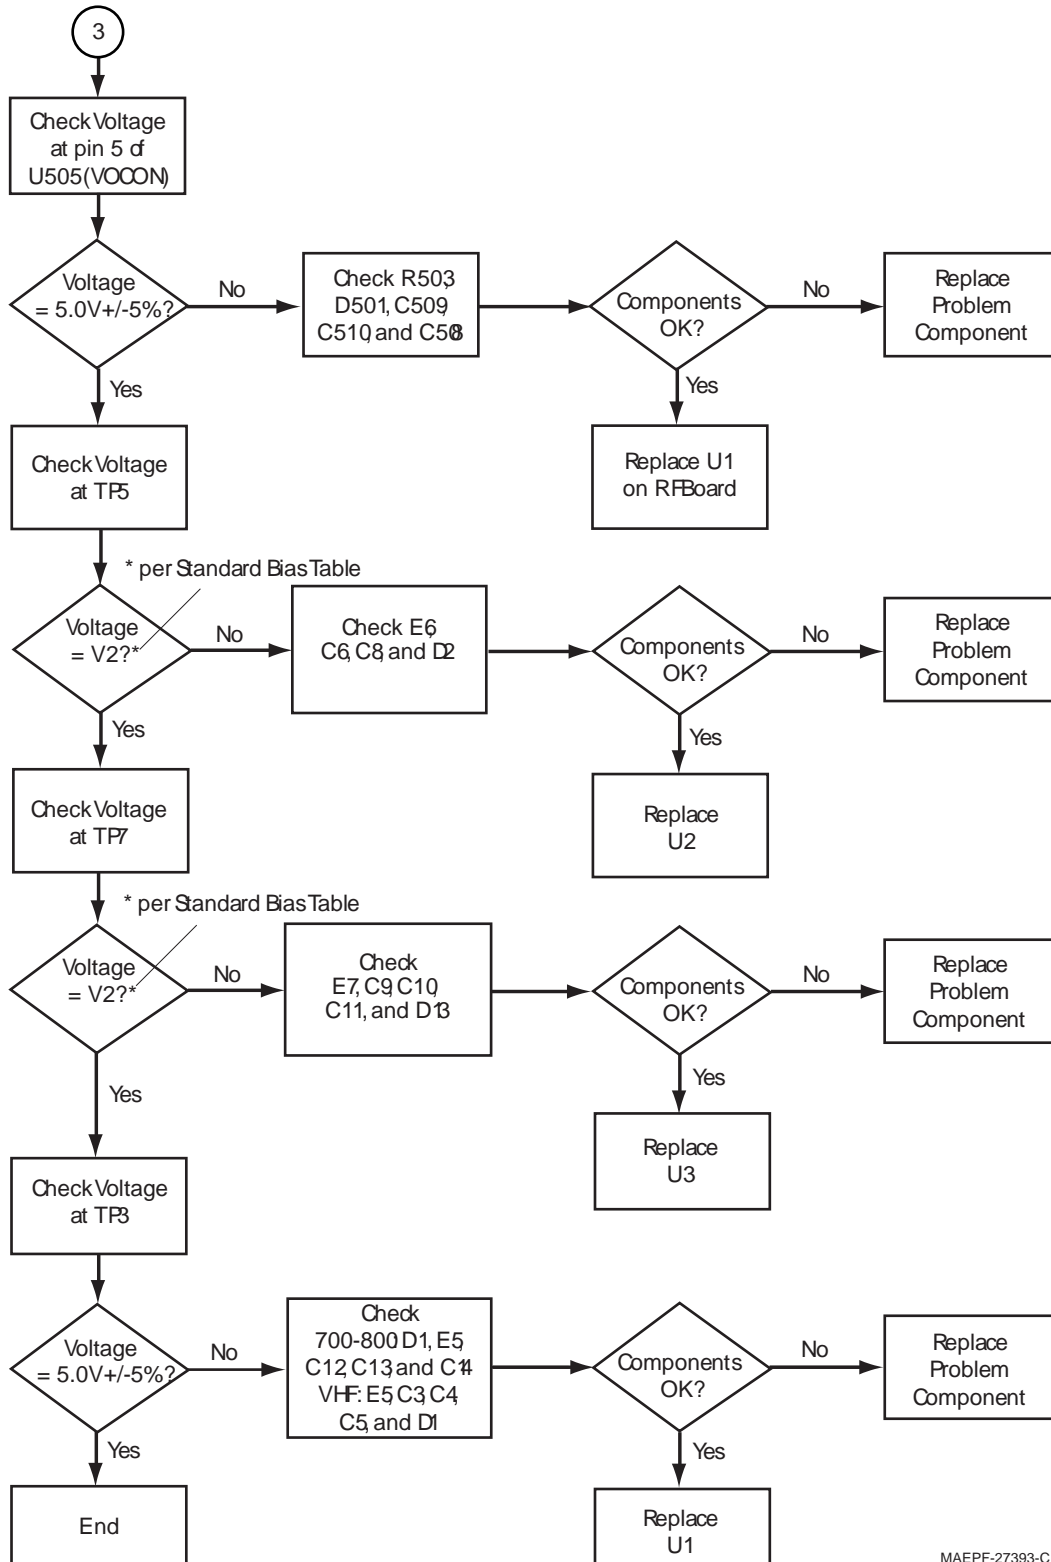 3
Check Voltage
at pin 5 of
U505(VOCON)
Voltage
= 5.0V+/-5%?
No
Check R503,
D501, C509,
C510, and C508
Components
OK?
No
Replace
Problem
Component
Yes
Yes
Check Voltage
at TP5
Replace U1
on RF Board
* per Standard Bias Table
Voltage
= V2?*
No
Check E6,
C6, C8, and D2
Components
OK?
No
Replace
Problem
Component
Yes
Yes
Check Voltage
at TP7
Replace
U2
* per Standard Bias Table
Voltage
= V2?*
No
Check
E7, C9, C10,
C11, and D13
Components
OK?
No
Replace
Problem
Component
Yes
Yes
Check Voltage
at TP3
Replace
U3
Voltage
= 5.0V+/-5%?
No
Check
700-800: D1, E5,
C12, C13, and C14
VHF: E5, C3, C4,
C5, and D1
Components
OK?
No
Replace
Problem
Component
Yes
Yes
End
Replace
U1
MAEPF-27393-C